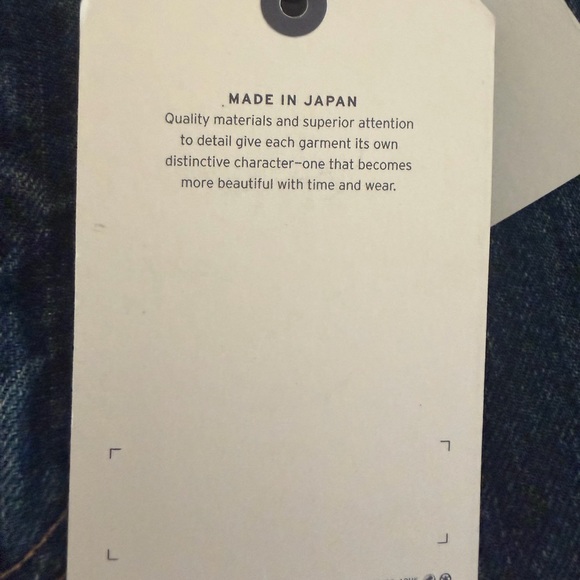 MADE IN JAPAN
Quality materials and superior attention
to detail give each garment its own
distinctive character—one that becomes
more beautiful with time and wear.